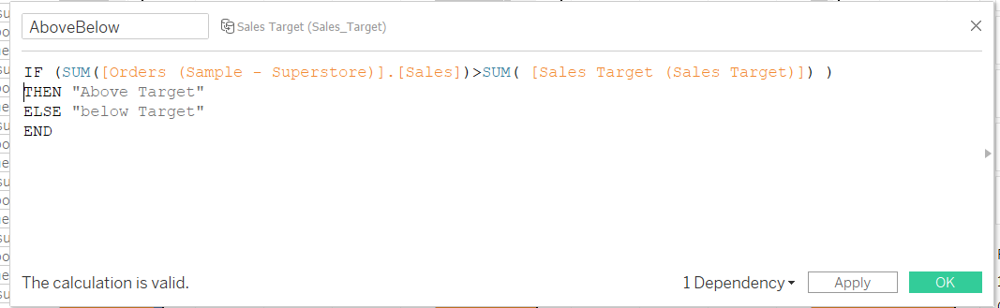 AboveBelow
Sales Target (Sales_Target)
IF (SUM([Orders (Sample - Superstore)].[Sales])>SUM( [Sales Target (Sales Target)]) )
THEN "Above Target"
ELSE "below Target"
END
The calculation is valid.
1 Dependency
Apply
OK